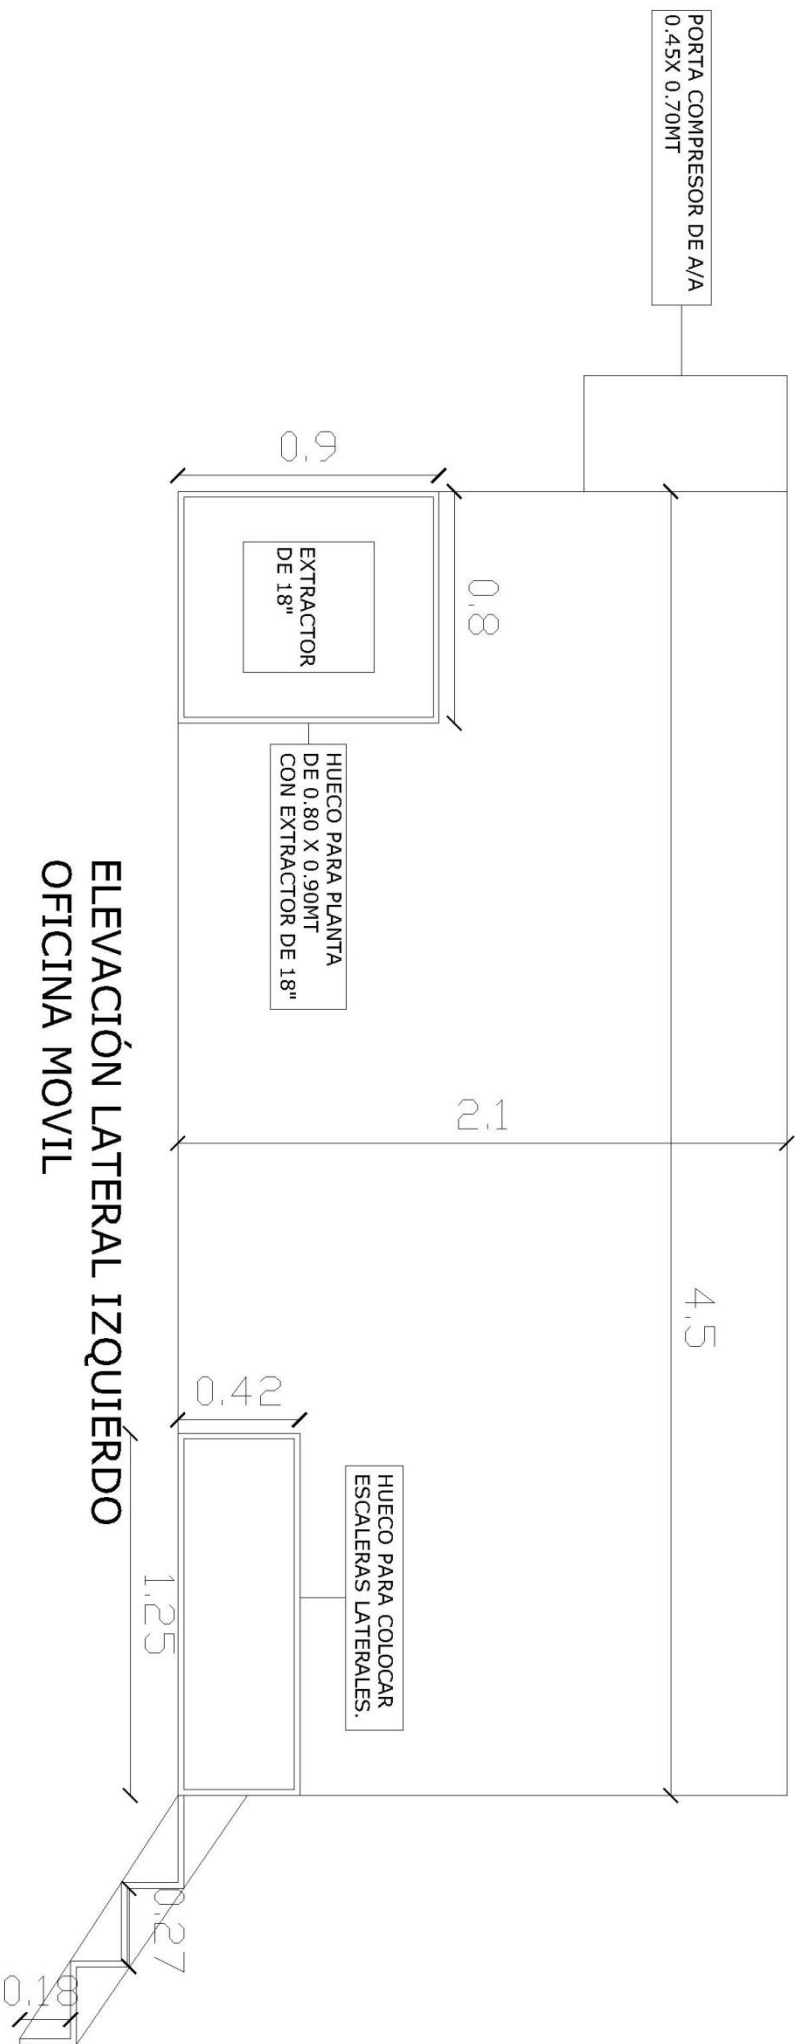 PORTA COMPRESOR DE A/A
0.45X 0.70MT
0.9
0.8
EXTRACTOR
DE 18"
HUECO PARA PLANTA
DE 0.80 X 0.90MT
CON EXTRACTOR DE 18"
2.1
4.5
0.42
HUECO PARA COLOCAR
ESCALERAS LATERALES.
1.25
0.27
0.18
ELEVACIÓN LATERAL IZQUIERDO
OFICINA MOVIL